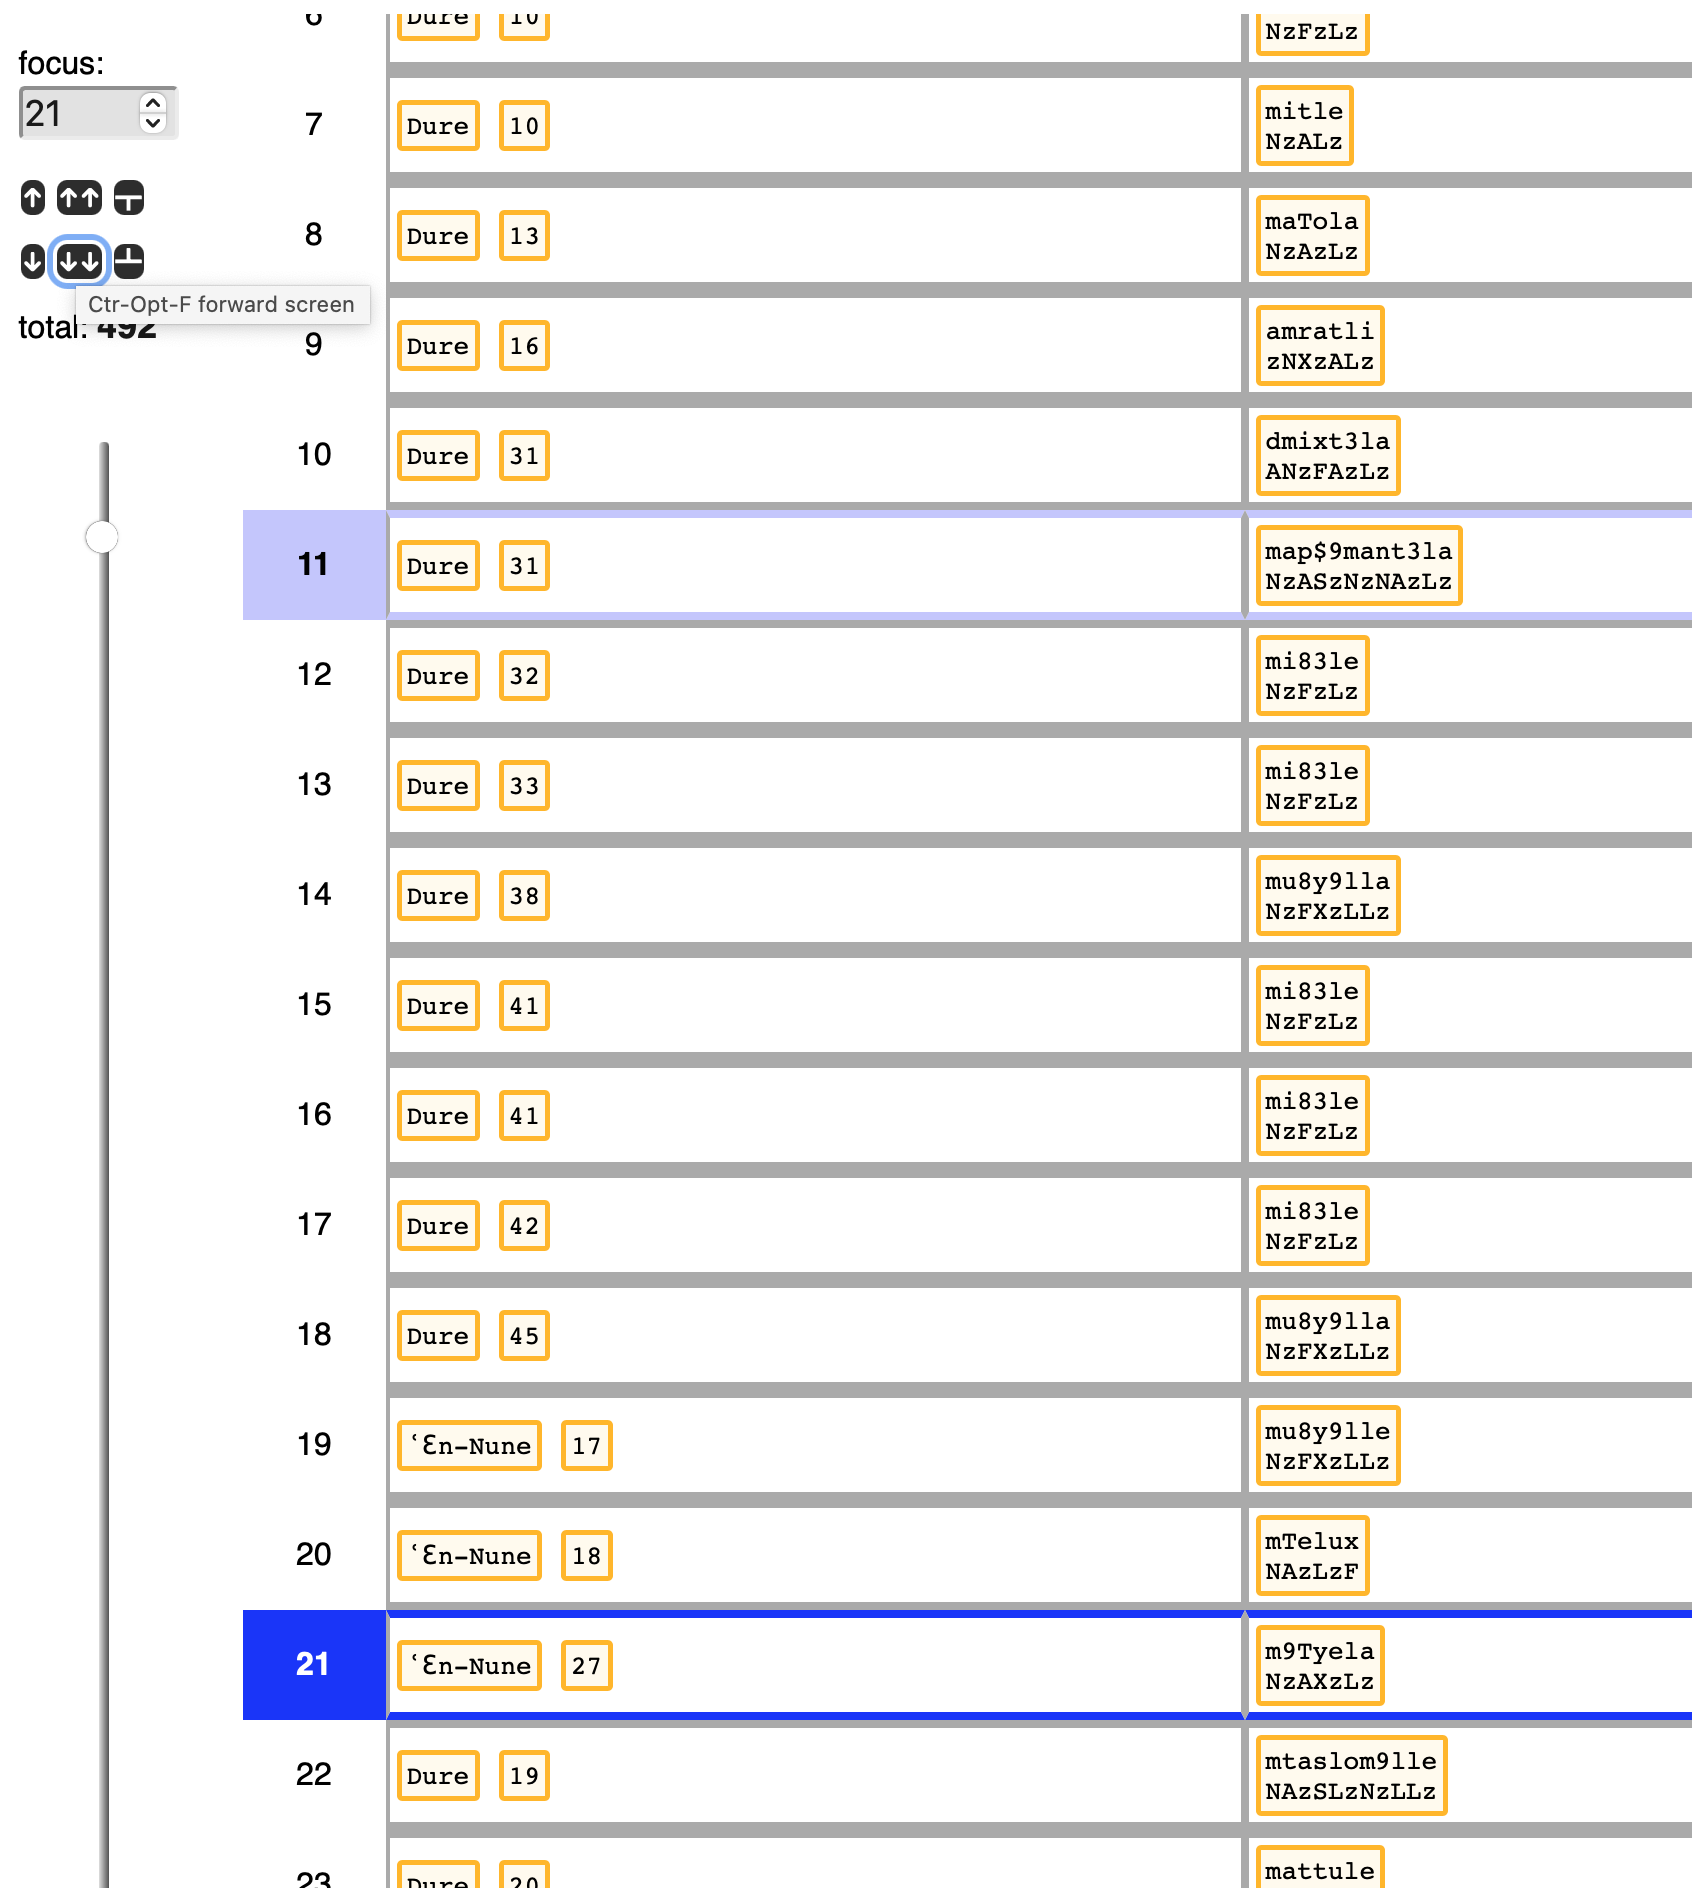 6 Dure 10
NzFzLz
focus:
21
7 Dure 10 mitle
NzALz
8 Dure 13 maTola
NzAzLz
Ctr-Opt-F forward screen
total: 492
9 Dure 16 amratli
zNXzALz
10 Dure 31 dmixt3la
ANzFAzLz
11 Dure 31 map$9mant3la
NzASzNzNAzLz
12 Dure 32 mi83le
NzFzLz
13 Dure 33 mi83le
NzFzLz
14 Dure 38 mu8y9lla
NzFXzLLz
15 Dure 41 mi83le
NzFzLz
16 Dure 41 mi83le
NzFzLz
17 Dure 42 mi83le
NzFzLz
18 Dure 45 mu8y9lla
NzFXzLLz
19 ʿƐn-Nune 17 mu8y9lle
NzFXzLLz
20 ʿƐn-Nune 18 mTelux
NAzLzF
21 ʿƐn-Nune 27 m9Tyela
NzAXzLz
22 Dure 19 mtaslom9lle
NAzSLzNzLLz
23 Dure 20 mattule